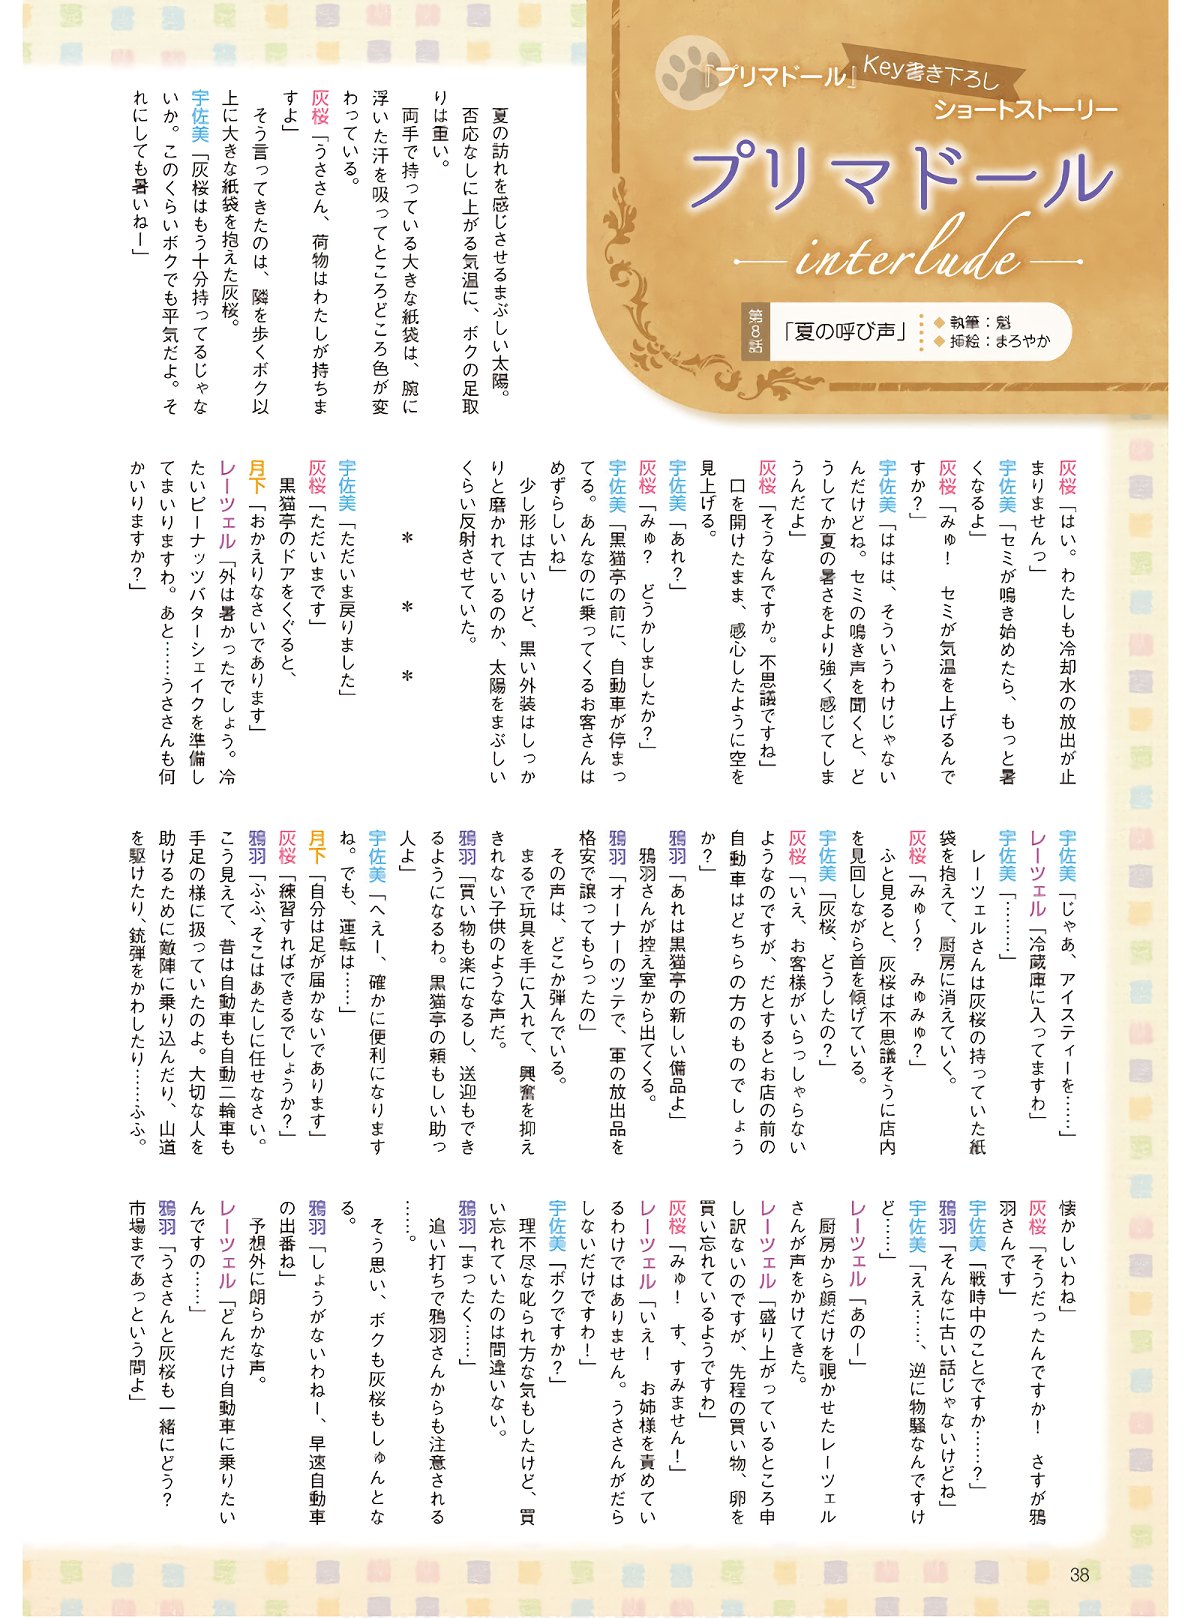 『プリマドール』
Key書き下ろし
ショートストーリー
プリマドール
interlude
第8話
「夏の呼び声」
◆執筆：魁
◆挿絵：まろやか
夏の訪れを感じさせるまぶしい太陽。
否応なしに上がる気温に、ボクの足取
りは重い。
両手で持っている大きな紙袋は、腕に
浮いた汗を吸ってところどころ色が変
わっている。
灰桜「うささん、荷物はわたしが持ちま
すよ」
そう言ってきたのは、隣を歩くボク以
上に大きな紙袋を抱えた灰桜。
宇佐美「灰桜はもう十分持ってるじゃな
いか。このくらいボクでも平気だよ。そ
れにしても暑いねー」
灰桜「はい。わたしも冷却水の放出が止
まりませんっ」
宇佐美「セミが鳴き始めたら、もっと暑
くなるよ」
灰桜「みゅ！　セミが気温を上げるんで
すか？」
宇佐美「ははは、そういうわけじゃない
んだけどね。セミの鳴き声を聞くと、ど
うしてか夏の暑さをより強く感じてしま
うんだよ」
灰桜「そうなんですか。不思議ですね」
口を開けたまま、感心したように空を
見上げる。
宇佐美「あれ？」
灰桜「みゅ？　どうかしましたか？」
宇佐美「黒猫亭の前に、自動車が停まっ
てる。あんなのに乗ってくるお客さんは
めずらしいね」
少し形は古いけど、黒い外装はしっか
りと磨かれているのか、太陽をまぶしい
くらい反射させていた。
＊　＊　＊
宇佐美「ただいま戻りました」
灰桜「ただいまです」
黒猫亭のドアをくぐると、
月下「おかえりなさいであります」
レーツェル「外は暑かったでしょう。冷
たいピーナッツバターシェイクを準備し
てまいりますわ。あと……うささんも何
かいりますか？」
宇佐美「じゃあ、アイスティーを……」
レーツェル「冷蔵庫に入ってますわ」
宇佐美「………」
レーツェルさんは灰桜の持っていた紙
袋を抱えて、厨房に消えていく。
灰桜「みゅ～？　みゅみゅ？」
ふと見ると、灰桜は不思議そうに店内
を見回しながら首を傾げている。
宇佐美「灰桜、どうしたの？」
灰桜「いえ、お客様がいらっしゃらない
ようなのですが、だとするとお店の前の
自動車はどちらの方のものでしょう
か？」
鴉羽「あれは黒猫亭の新しい備品よ」
鴉羽さんが控え室から出てくる。
鴉羽「オーナーのツテで、軍の放出品を
格安で譲ってもらったの」
その声は、どこか弾んでいる。
まるで玩具を手に入れて、興奮を抑え
きれない子供のような声だ。
鴉羽「買い物も楽になるし、送迎もでき
るようになるわ。黒猫亭の頼もしい助っ
人よ」
宇佐美「へえー、確かに便利になります
ね。でも、運転は……」
月下「自分は足が届かないであります」
灰桜「練習すればできるでしょうか？」
鴉羽「ふふ、そこはあたしに任せなさい。
こう見えて、昔は自動車も自動二輪車も
手足の様に扱っていたのよ。大切な人を
助けるために敵陣に乗り込んだり、山道
を駆けたり、銃弾をかわしたり……ふふ。
懐かしいわね」
灰桜「そうだったんですか！　さすが鴉
羽さんです」
宇佐美「戦時中のことですか……？」
鴉羽「そんなに古い話じゃないけどね」
宇佐美「ええ……、逆に物騒なんですけ
ど……」
レーツェル「あのー」
厨房から顔だけを覗かせたレーツェル
さんが声をかけてきた。
レーツェル「盛り上がっているところ申
し訳ないのですが、先程の買い物、卵を
買い忘れているようですわ」
灰桜「みゅ！　す、すみません！」
レーツェル「いえ！　お姉様を責めてい
るわけではありません。うささんがだら
しないだけですわ！」
宇佐美「ボクですか？」
理不尽な叱られ方な気もしたけど、買
い忘れていたのは間違いない。
鴉羽「まったく……」
追い打ちで鴉羽さんからも注意される
……。
そう思い、ボクも灰桜もしゅんとな
る。
鴉羽「しょうがないわねー、早速自動車
の出番ね」
予想外に朗らかな声。
レーツェル「どんだけ自動車に乗りたい
んですの……」
鴉羽「うささんと灰桜も一緒にどう？
市場まであっという間よ」
38